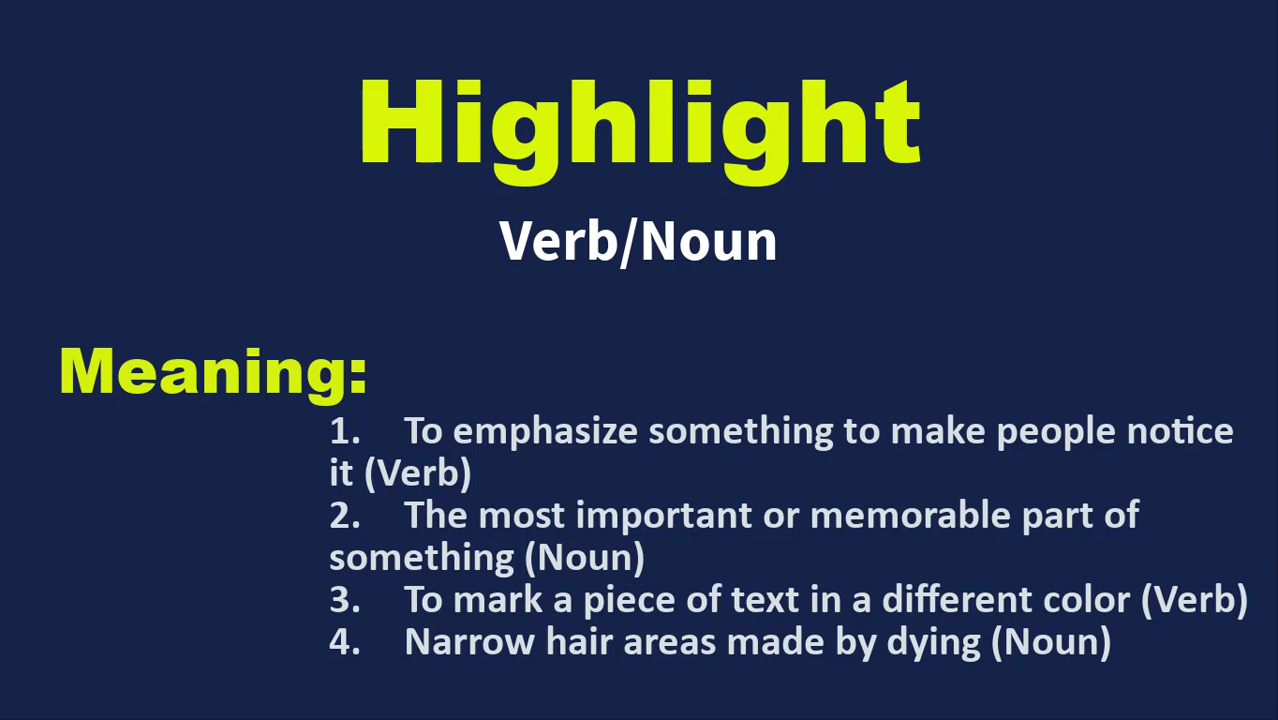 Highlight
Verb/Noun
Meaning:
1. To emphasize something to make people notice
it (Verb)
2. The most important or memorable part of
something (Noun)
3. To mark a piece of text in a different color (Verb)
4. Narrow hair areas made by dying (Noun)